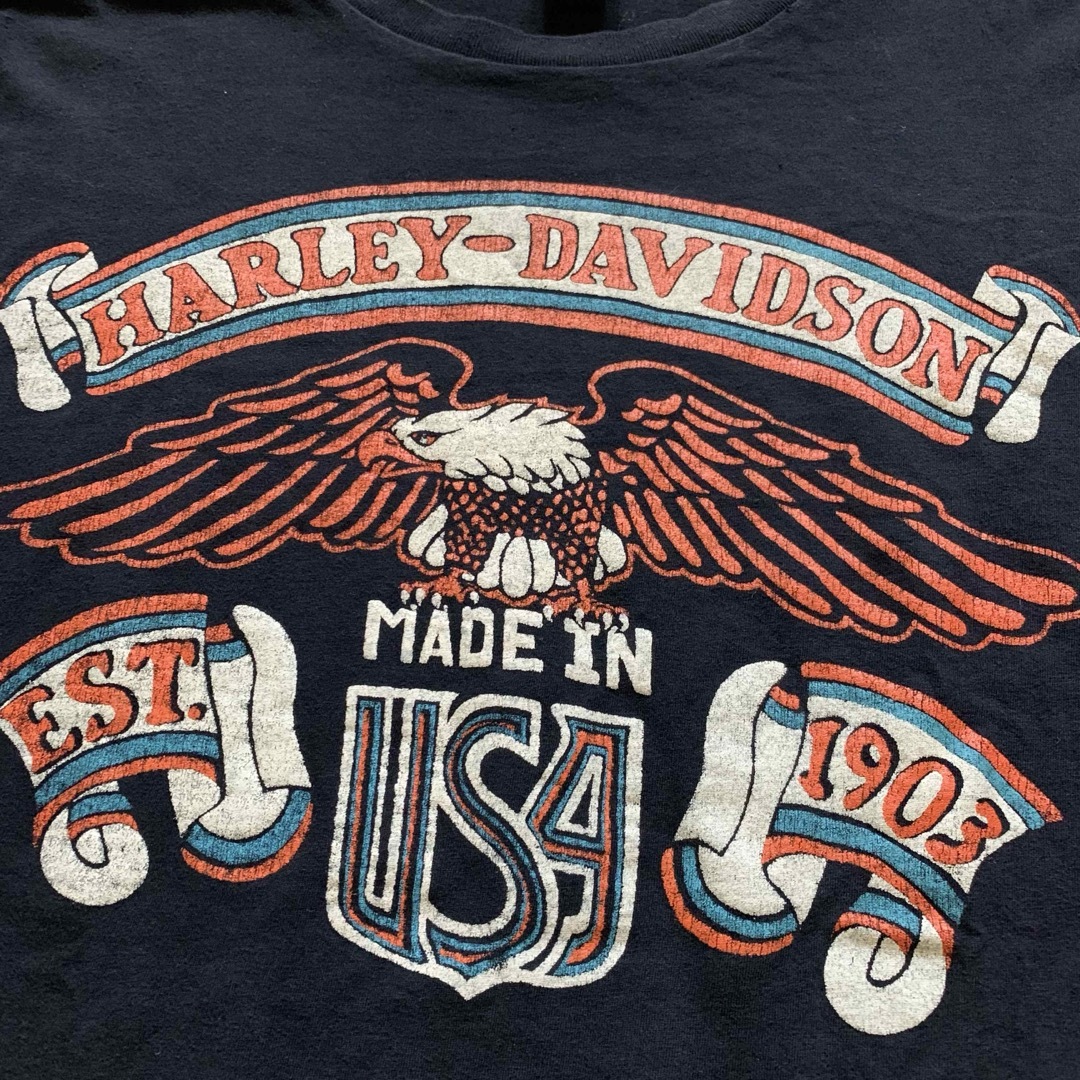 HARLEY-DAVIDSON
MADE IN
USA
EST.
1903